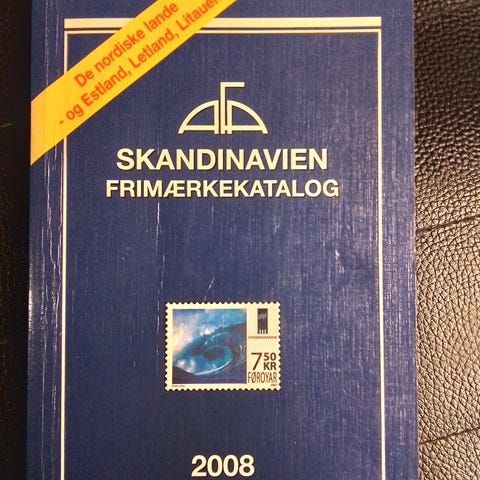 De nordiske lande
- og Estland, Letland, Litauen
AFA
SKANDINAVIEN
FRIMÆRKEKATALOG
7 50
KR
FØROYAR
2008